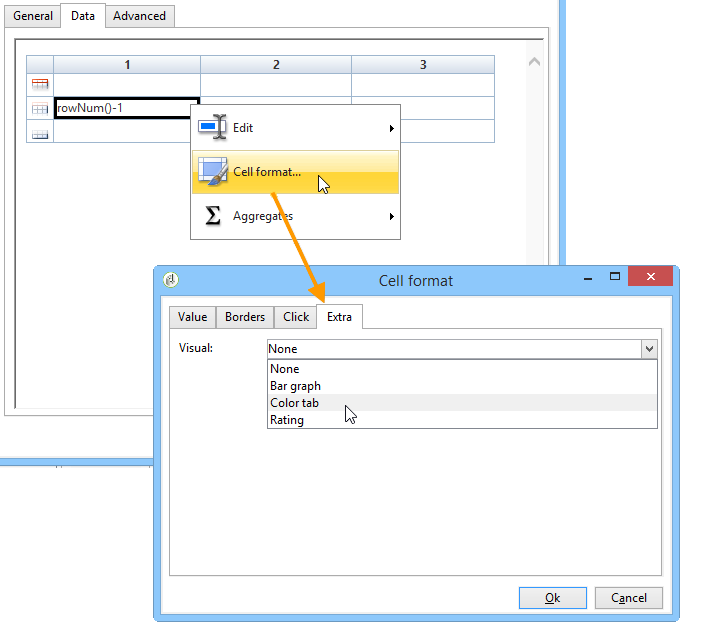 General Data Advanced
1 2 3
rowNum()-1
Edit
Cell format...
Aggregates
Cell format
Value Borders Click Extra
Visual: None
None
Bar graph
Color tab
Rating
Ok Cancel